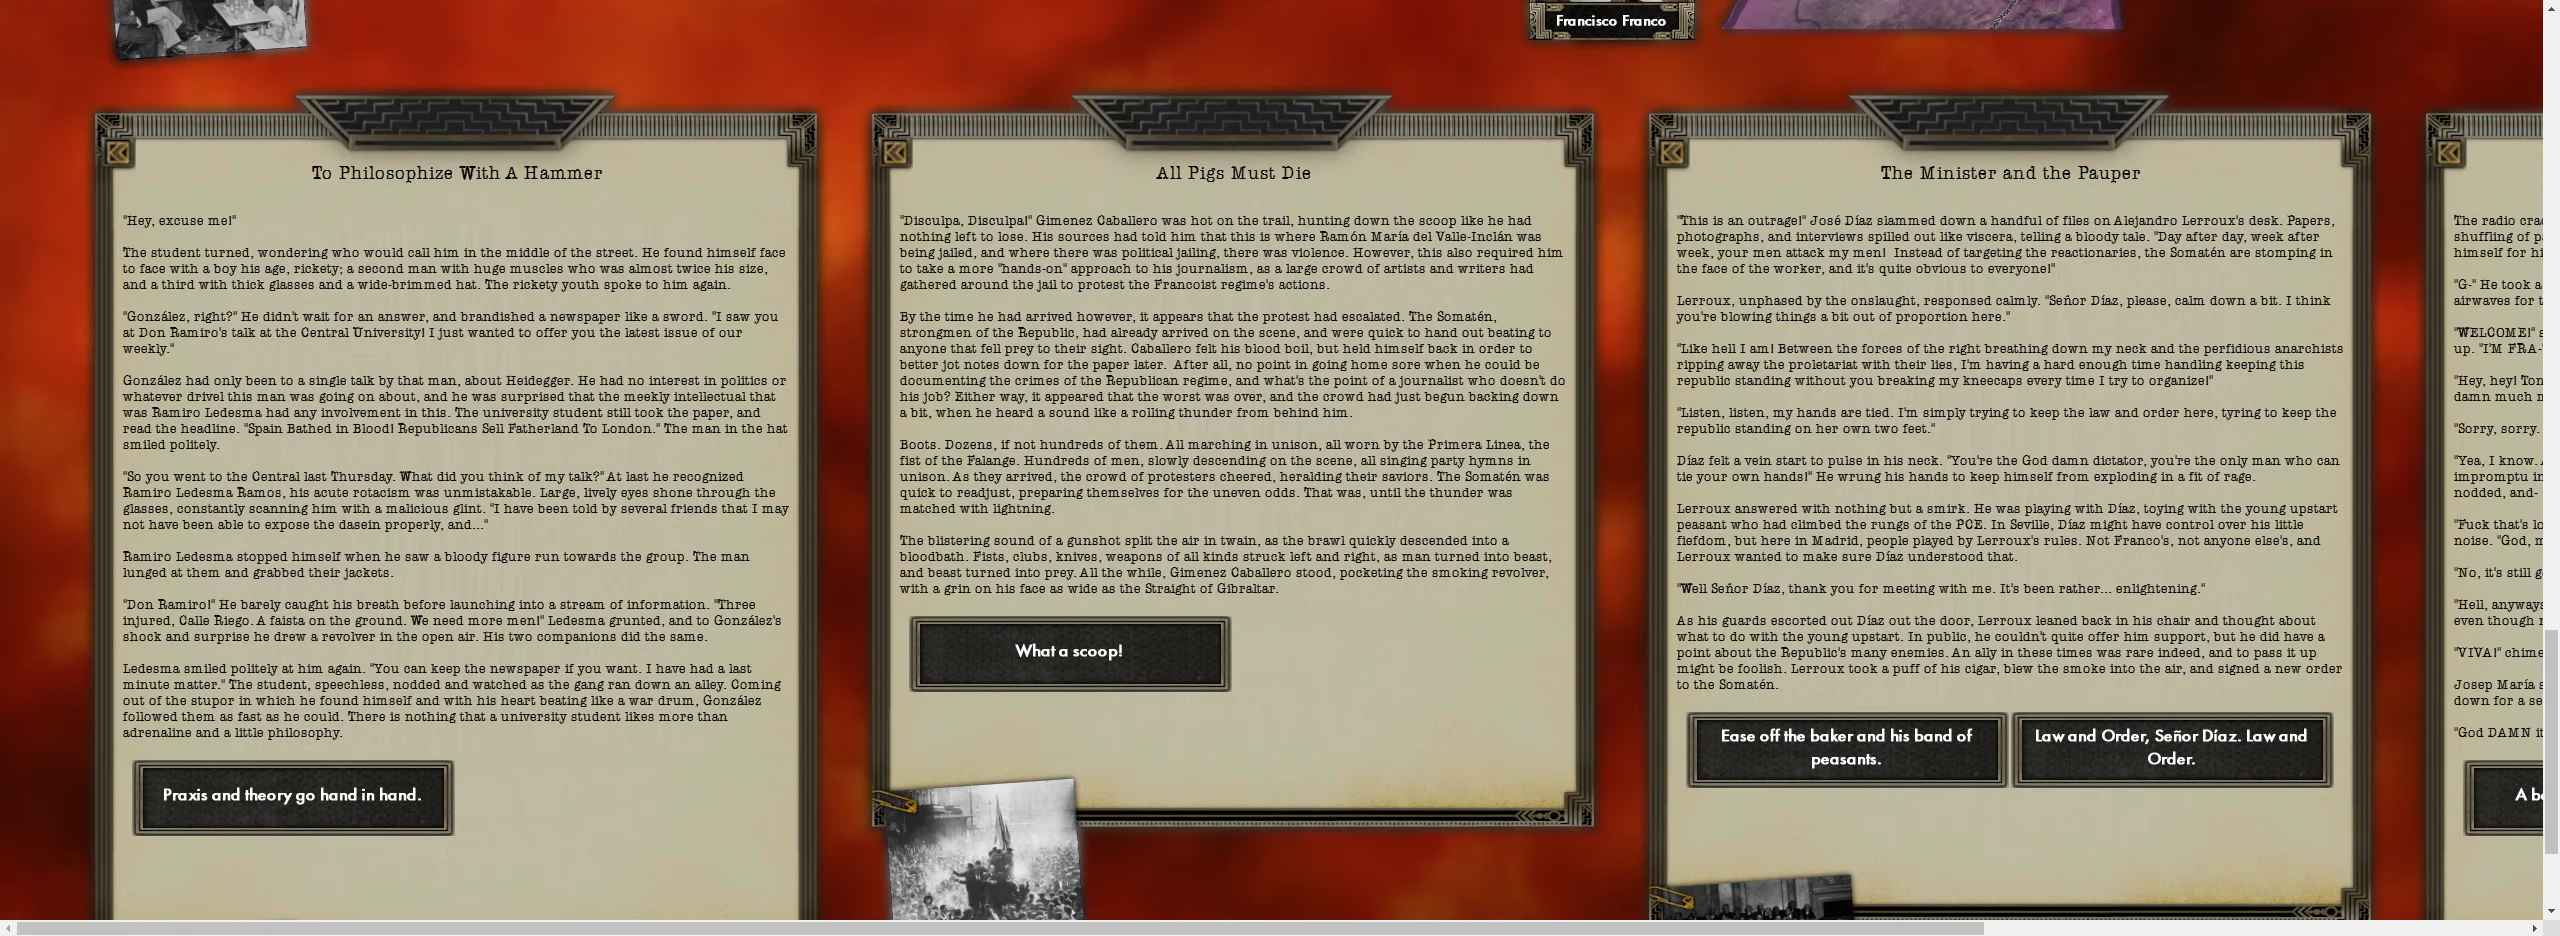 Francisco Franco
To Philosophize With A Hammer
"Hey, excuse me!"
The student turned, wondering who would call him in the middle of the street. He found himself face
to face with a boy his age, rickety; a second man with huge muscles who was almost twice his size,
and a third with thick glasses and a wide-brimmed hat. The rickety youth spoke to him again.
"González, right?" He didn't wait for an answer, and brandished a newspaper like a sword. "I saw you
at Don Ramiro's talk at the Central University! I just wanted to offer you the latest issue of our
weekly."
González had only been to a single talk by that man, about Heidegger. He had no interest in politics or
whatever drivel this man was going on about, and he was surprised that the meekly intellectual that
was Ramiro Ledesma had any involvement in this. The university student still took the paper, and
read the headline. "Spain Bathed in Blood! Republicans Sell Fatherland To London." The man in the hat
smiled politely.
"So you went to the Central last Thursday. What did you think of my talk?" At last he recognized
Ramiro Ledesma Ramos, his acute rotacism was unmistakable. Large, lively eyes shone through the
glasses, constantly scanning him with a malicious glint. "I have been told by several friends that I may
not have been able to expose the dasein properly, and..."
Ramiro Ledesma stopped himself when he saw a bloody figure run towards the group. The man
lunged at them and grabbed their jackets.
"Don Ramiro!" He barely caught his breath before launching into a stream of information. "Three
injured, Calle Riego. A faista on the ground. We need more men!" Ledesma grunted, and to González's
shock and surprise he drew a revolver in the open air. His two companions did the same.
Ledesma smiled politely at him again. "You can keep the newspaper if you want. I have had a last
minute matter." The student, speechless, nodded and watched as the gang ran down an alley. Coming
out of the stupor in which he found himself and with his heart beating like a war drum, González
followed them as fast as he could. There is nothing that a university student likes more than
adrenaline and a little philosophy.
Praxis and theory go hand in hand.
All Pigs Must Die
"Disculpa, Disculpa!" Gimenez Caballero was hot on the trail, hunting down the scoop like he had
nothing left to lose. His sources had told him that this is where Ramón María del Valle-Inclán was
being jailed, and where there was political jailing, there was violence. However, this also required him
to take a more "hands-on" approach to his journalism, as a large crowd of artists and writers had
gathered around the jail to protest the Francoist regime's actions.
By the time he had arrived however, it appears that the protest had escalated. The Somatén,
strongmen of the Republic, had already arrived on the scene, and were quick to hand out beating to
anyone that fell prey to their sight. Caballero felt his blood boil, but held himself back in order to
better jot notes down for the paper later.  After all, no point in going home sore when he could be
documenting the crimes of the Republican regime, and what's the point of a journalist who doesn't do
his job? Either way, it appeared that the worst was over, and the crowd had just begun backing down
a bit, when he heard a sound like a rolling thunder from behind him.
Boots. Dozens, if not hundreds of them. All marching in unison, all worn by the Primera Linea, the
fist of the Falange. Hundreds of men, slowly descending on the scene, all singing party hymns in
unison. As they arrived, the crowd of protesters cheered, heralding their saviors. The Somatén was
quick to readjust, preparing themselves for the uneven odds. That was, until the thunder was
matched with lightning.
The blistering sound of a gunshot split the air in twain, as the brawl quickly descended into a
bloodbath. Fists, clubs, knives, weapons of all kinds struck left and right, as man turned into beast,
and beast turned into prey. All the while, Gimenez Caballero stood, pocketing the smoking revolver,
with a grin on his face as wide as the Straight of Gibraltar.
What a scoop!
The Minister and the Pauper
"This is an outrage!" José Díaz slammed down a handful of files on Alejandro Lerroux's desk. Papers,
photographs, and interviews spilled out like viscera, telling a bloody tale. "Day after day, week after
week, your men attack my men!  Instead of targeting the reactionaries, the Somatén are stomping in
the face of the worker, and it's quite obvious to everyone!"
Lerroux, unphased by the onslaught, responsed calmly. "Señor Díaz, please, calm down a bit. I think
you're blowing things a bit out of proportion here."
"Like hell I am! Between the forces of the right breathing down my neck and the perfidious anarchists
ripping away the proletariat with their lies, I'm having a hard enough time handling keeping this
republic standing without you breaking my kneecaps every time I try to organize!"
"Listen, listen, my hands are tied. I'm simply trying to keep the law and order here, tyring to keep the
republic standing on her own two feet."
Díaz felt a vein start to pulse in his neck. "You're the God damn dictator, you're the only man who can
tie your own hands!" He wrung his hands to keep himself from exploding in a fit of rage.
Lerroux answered with nothing but a smirk. He was playing with Díaz, toying with the young upstart
peasant who had climbed the rungs of the PCE. In Seville, Díaz might have control over his little
fiefdom, but here in Madrid, people played by Lerroux's rules. Not Franco's, not anyone else's, and
Lerroux wanted to make sure Díaz understood that.
"Well Señor Díaz, thank you for meeting with me. It's been rather... enlightening."
As his guards escorted out Díaz out the door, Lerroux leaned back in his chair and thought about
what to do with the young upstart. In public, he couldn't quite offer him support, but he did have a
point about the Republic's many enemies. An ally in these times was rare indeed, and to pass it up
might be foolish. Lerroux took a puff of his cigar, blew the smoke into the air, and signed a new order
to the Somatén.
Ease off the baker and his band of
peasants.
Law and Order, Señor Díaz. Law and
Order.
The radio
shuffling of
himself for
"G-" He took
airwaves for
"WELCOME!"
up. "I'M FRA-
"Hey, hey!
damn much
"Sorry, sorry.
"Yea, I know.
impromptu
nodded, and-
"Fuck that's
noise. "God,
"No, it's still
"Hell, anyways
even though
"VIVA!"
Josep María
down for a
"God DAMN
A